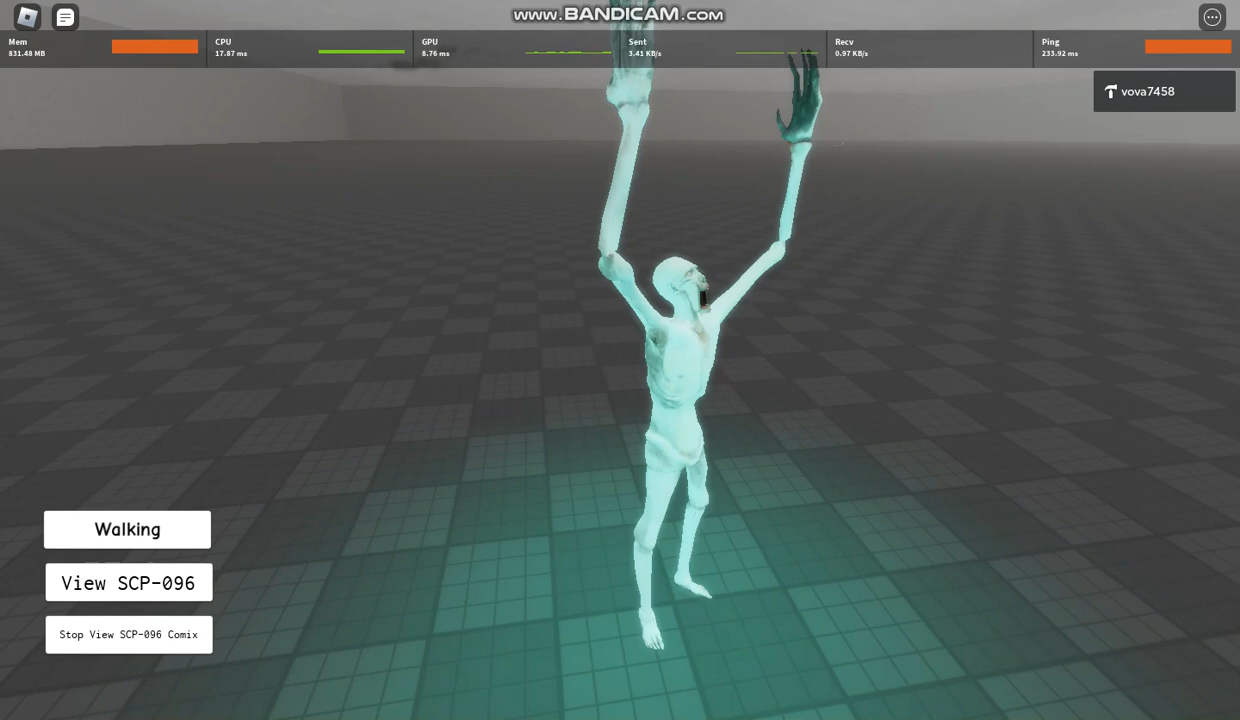 www.BANDICAM.com
Mem
831.48 MB
CPU
17.87 ms
GPU
8.76 ms
Sent
3.41 KB/s
Recv
0.97 KB/s
Ping
233.92 ms
vova7458
Walking
View SCP-096
Stop View SCP-096 Comix